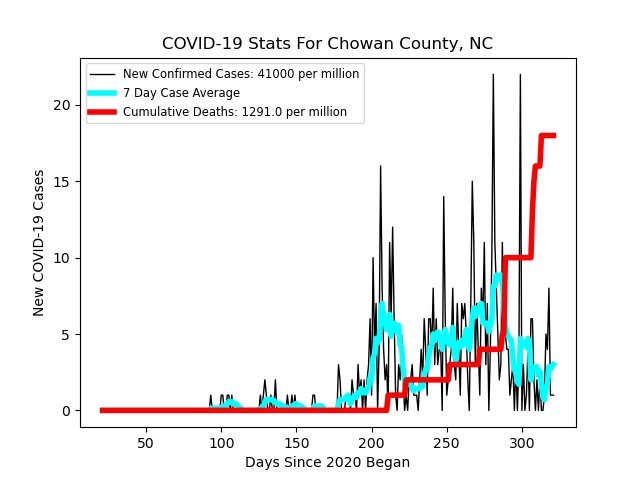 COVID-19 Stats For Chowan County, NC
New Confirmed Cases: 41000 per million
7 Day Case Average
Cumulative Deaths: 1291.0 per million
New COVID-19 Cases
20
15
10
5
0
50 100 150 200 250 300
Days Since 2020 Began